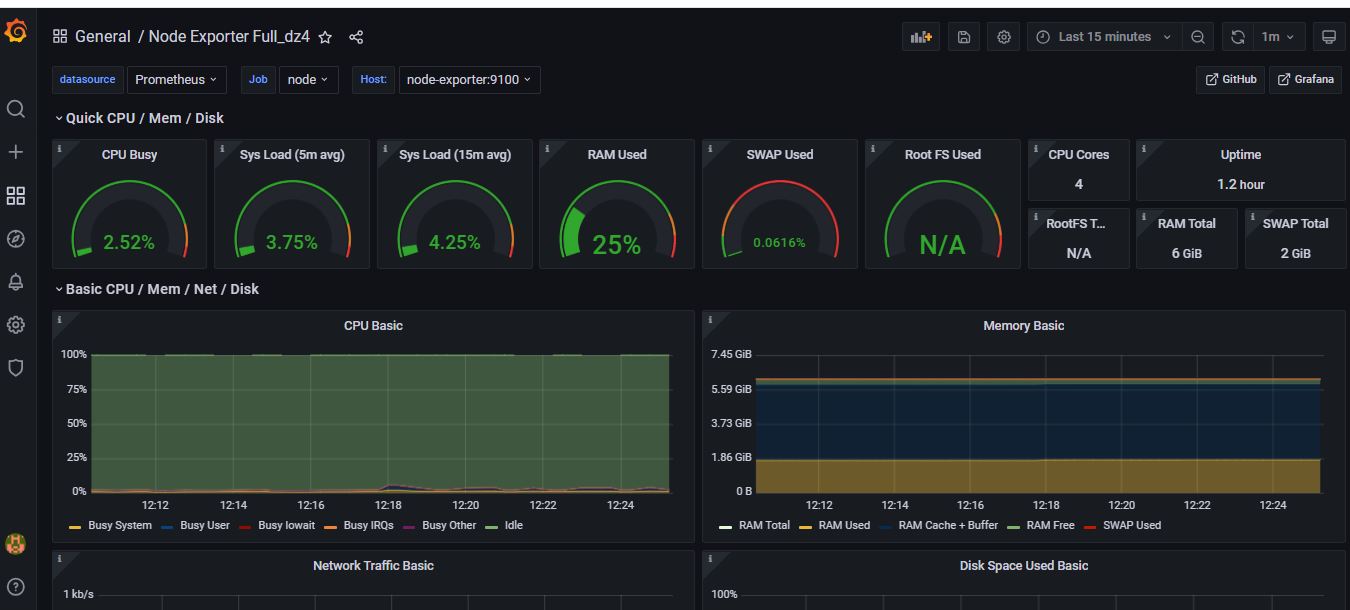 General / Node Exporter Full_dz4
Last 15 minutes
1m
datasource Prometheus Job node Host: node-exporter:9100
GitHub Grafana
Quick CPU / Mem / Disk
CPU Busy
2.52%
Sys Load (5m avg)
3.75%
Sys Load (15m avg)
4.25%
RAM Used
25%
SWAP Used
0.0616%
Root FS Used
N/A
CPU Cores
4
Uptime
1.2 hour
RootFS T...
N/A
RAM Total
6 GiB
SWAP Total
2 GiB
Basic CPU / Mem / Net / Disk
CPU Basic
100%
75%
50%
25%
0%
12:12 12:14 12:16 12:18 12:20 12:22 12:24
Busy System Busy User Busy Iowait Busy IRQs Busy Other Idle
Memory Basic
7.45 GiB
5.59 GiB
3.73 GiB
1.86 GiB
0 B
12:12 12:14 12:16 12:18 12:20 12:22 12:24
RAM Total RAM Used RAM Cache + Buffer RAM Free SWAP Used
Network Traffic Basic
1 kb/s
Disk Space Used Basic
100%